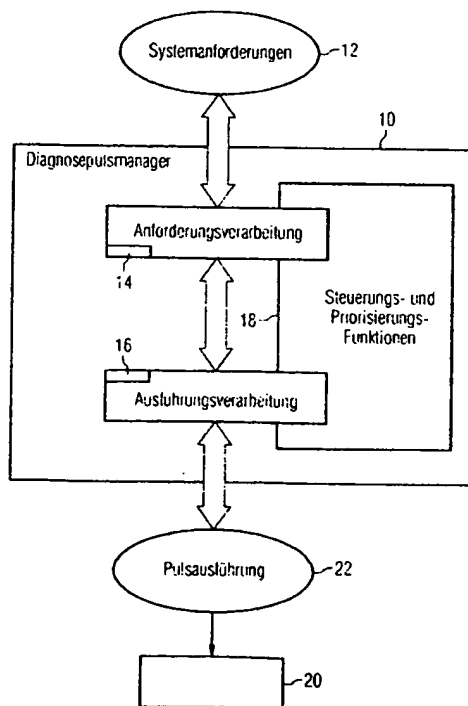 Systemanforderungen
12
10
Diagnosepulsmanager
Anforderungsverarbeitung
14
18
Steuerungs- und
Priorisierungs-
Funktionen
16
Ausführungsverarbeitung
Pulsausführung
22
20